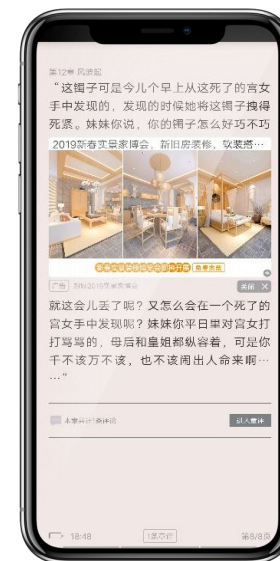 第12章 风波起
“这镯子可是今儿个早上从这死了的宫女
手中发现的，发现的时候她将这镯子拽得
死紧。妹妹你说，你的镯子怎么好巧不巧
2019新春实景家博会，新旧房装修，软装搭…
广告
关闭 X
就这会儿丢了呢？又怎么会在一个死了的
宫女手中发现呢？妹妹你平日里对宫女打
打骂骂的，母后和皇姐都纵容着，可是你
千不该万不该，也不该闹出人命来啊…
…”
进入章评
18:48
第8/8页